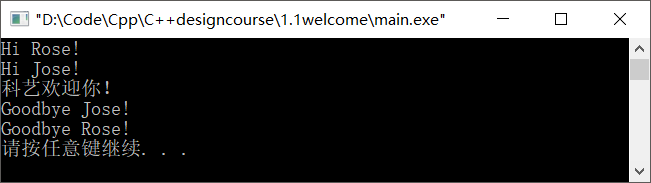 "D:\Code\Cpp\C++designcourse\1.1welcome\main.exe"
Hi Rose!
Hi Jose!
科艺欢迎你!
Goodbye Jose!
Goodbye Rose!
请按任意键继续. . .